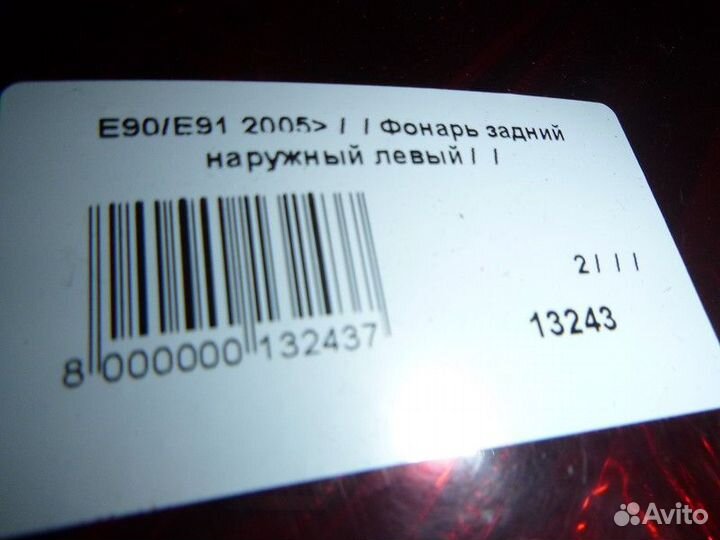 E90/E91 2005> / / Фонарь задний
наружный левый / /
2 / / /
13243
8 000000 132437
Avito